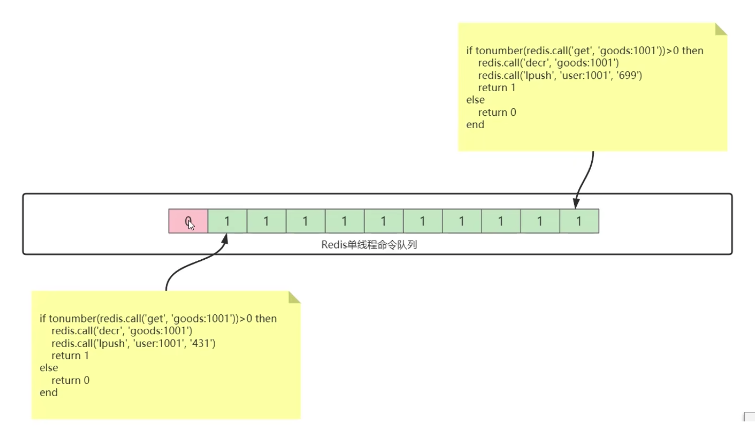 if tonumber(redis.call('get', 'goods:1001'))>0 then
redis.call('decr', 'goods:1001')
redis.call('lpush', 'user:1001', '699')
return 1
else
return 0
end
0 1 1 1 1 1 1 1 1 1 1
Redis单线程命令队列
if tonumber(redis.call('get', 'goods:1001'))>0 then
redis.call('decr', 'goods:1001')
redis.call('lpush', 'user:1001', '431')
return 1
else
return 0
end